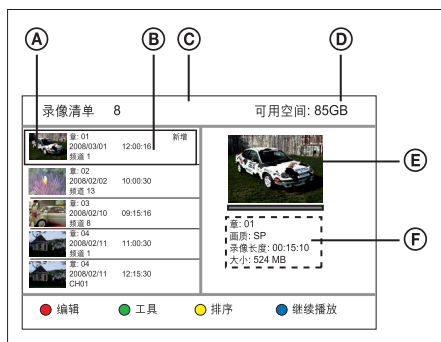 A
B
C
D
录像清单 8
可用空间: 85GB
章: 01 新增
2008/03/01 12:00:16
频道 1
章: 02
2008/02/02 10:00:30
频道 13
章: 03
2008/02/10 09:15:16
频道 8
章: 04
2008/02/11 11:00:30
频道 1
章: 04
2008/02/11 12:15:30
CH01
E
章: 01
画质: SP
录像长度: 00:15:10
大小: 524 MB
F
编辑 工具 排序 继续播放